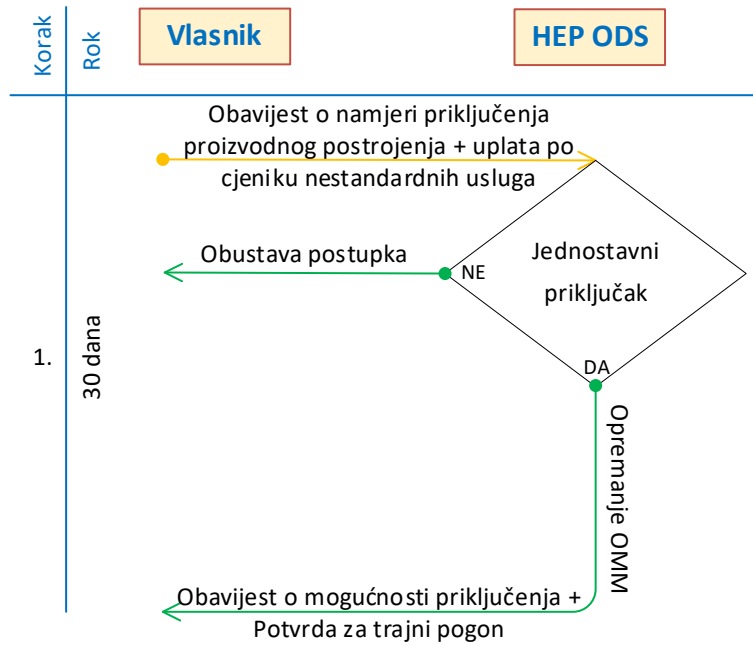 Korak
Rok
Vlasnik
HEP ODS
Obavijest o namjeri priključenja
proizvodnog postrojenja + uplata po
cjeniku nestandardnih usluga
Obustava postupka
NE
Jednostavni
priključak
1.
30 dana
DA
Opremanje OMM
Obavijest o mogućnosti priključenja +
Potvrda za trajni pogon